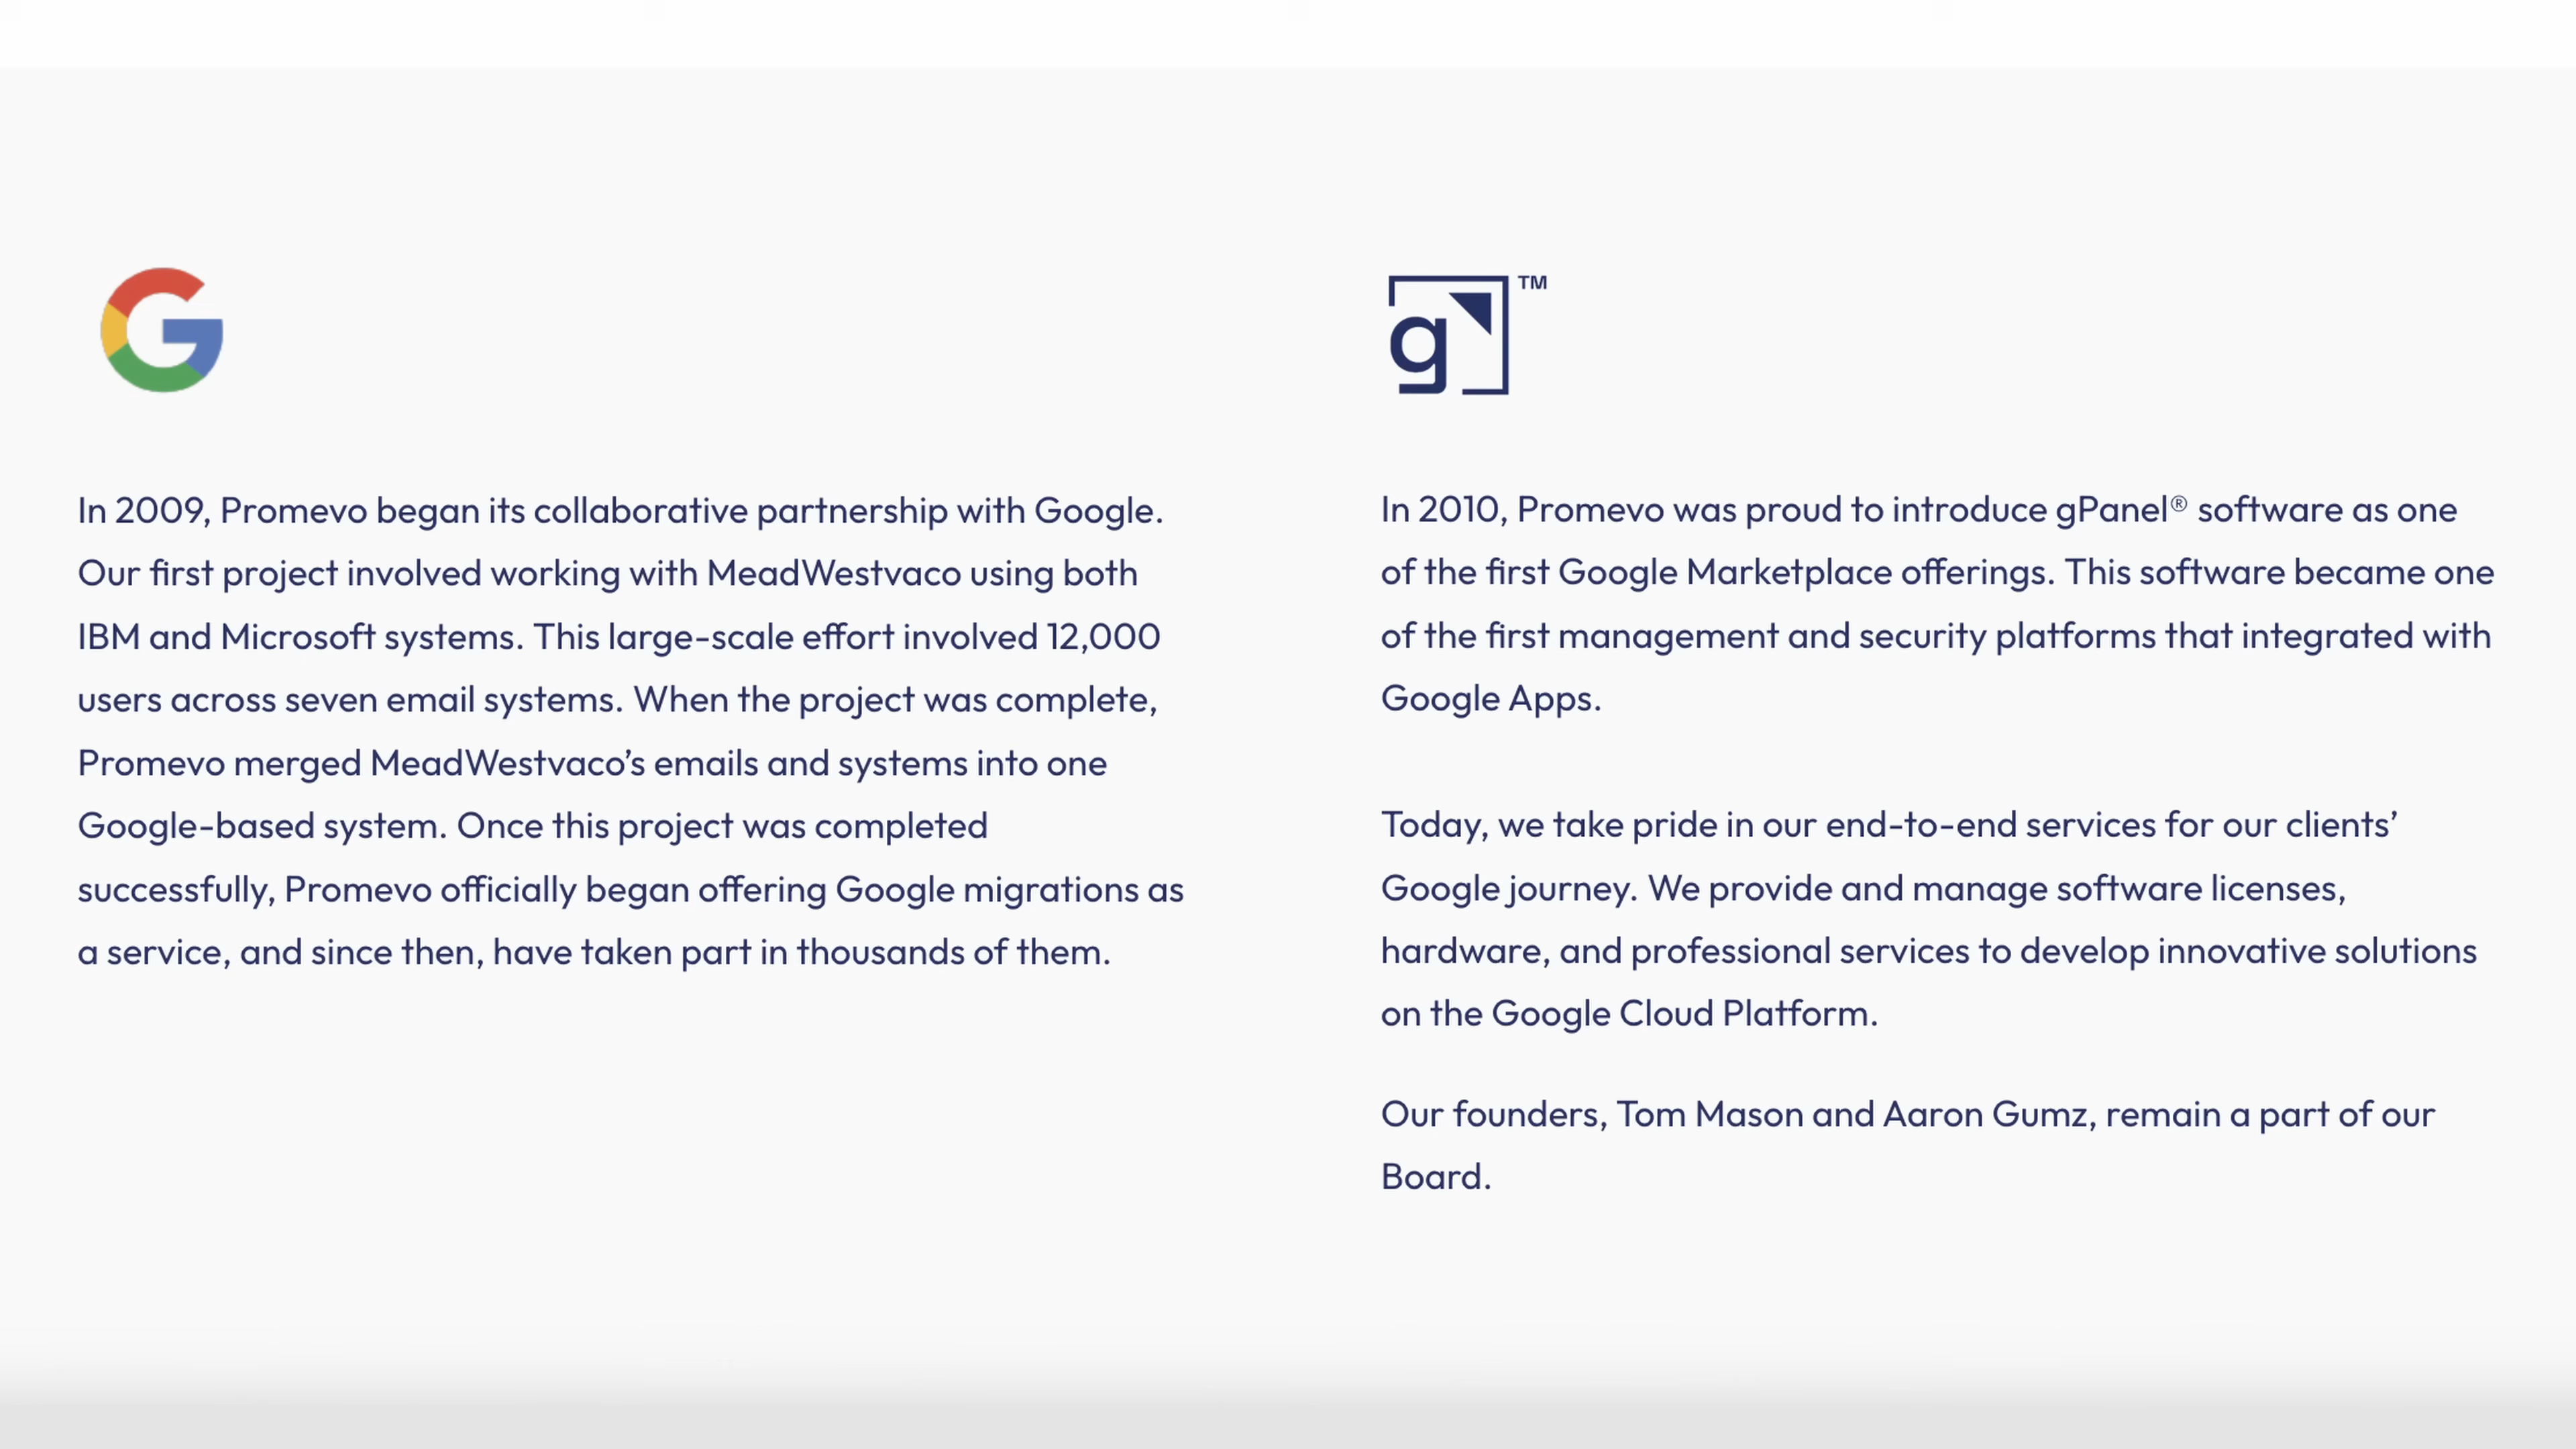 In 2009, Promevo began its collaborative partnership with Google.
Our first project involved working with MeadWestvaco using both
IBM and Microsoft systems. This large-scale effort involved 12,000
users across seven email systems. When the project was complete,
Promevo merged MeadWestvaco’s emails and systems into one
Google-based system. Once this project was completed
successfully, Promevo officially began offering Google migrations as
a service, and since then, have taken part in thousands of them.
g ™
In 2010, Promevo was proud to introduce gPanel® software as one
of the first Google Marketplace offerings. This software became one
of the first management and security platforms that integrated with
Google Apps.
Today, we take pride in our end-to-end services for our clients’
Google journey. We provide and manage software licenses,
hardware, and professional services to develop innovative solutions
on the Google Cloud Platform.
Our founders, Tom Mason and Aaron Gumz, remain a part of our
Board.